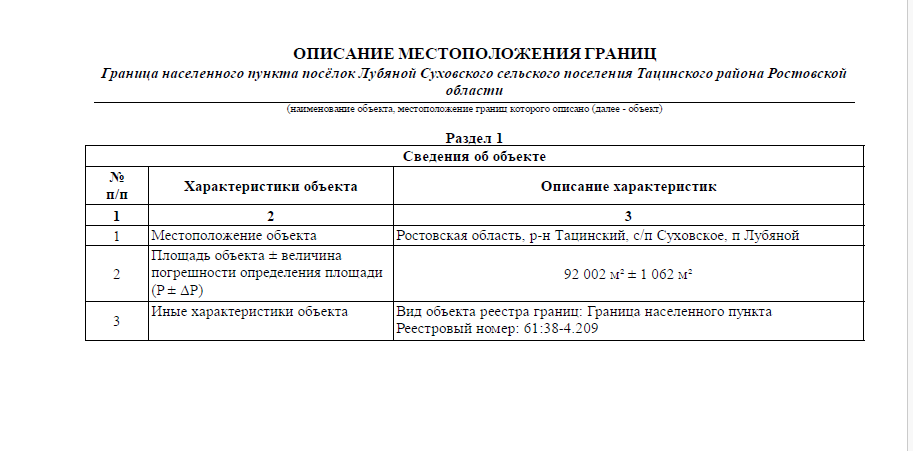 ОПИСАНИЕ МЕСТОПОЛОЖЕНИЯ ГРАНИЦ
Граница населенного пункта посёлок Лубяной Суховского сельского поселения Тацинского района Ростовской
области
(наименование объекта, местоположение границ которого описано (далее - объект)
Раздел 1
Сведения об объекте
№
п/п
Характеристики объекта
Описание характеристик
1
2
3
1
Местоположение объекта
Ростовская область, р-н Тацинский, с/п Суховское, п Лубяной
2
Площадь объекта ± величина
погрешности определения площади
(P ± ΔP)
92 002 м² ± 1 062 м²
3
Иные характеристики объекта
Вид объекта реестра границ: Граница населенного пункта
Реестровый номер: 61:38-4.209